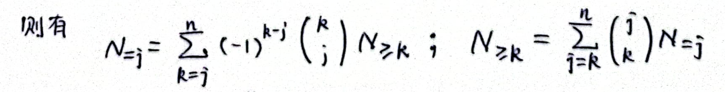 则有 N_{=j} = \sum_{k=j}^{n} (-1)^{k-j} \binom{k}{j} N_{\geq k} ; N_{\geq k} = \sum_{j=k}^{n} \binom{j}{k} N_{=j}